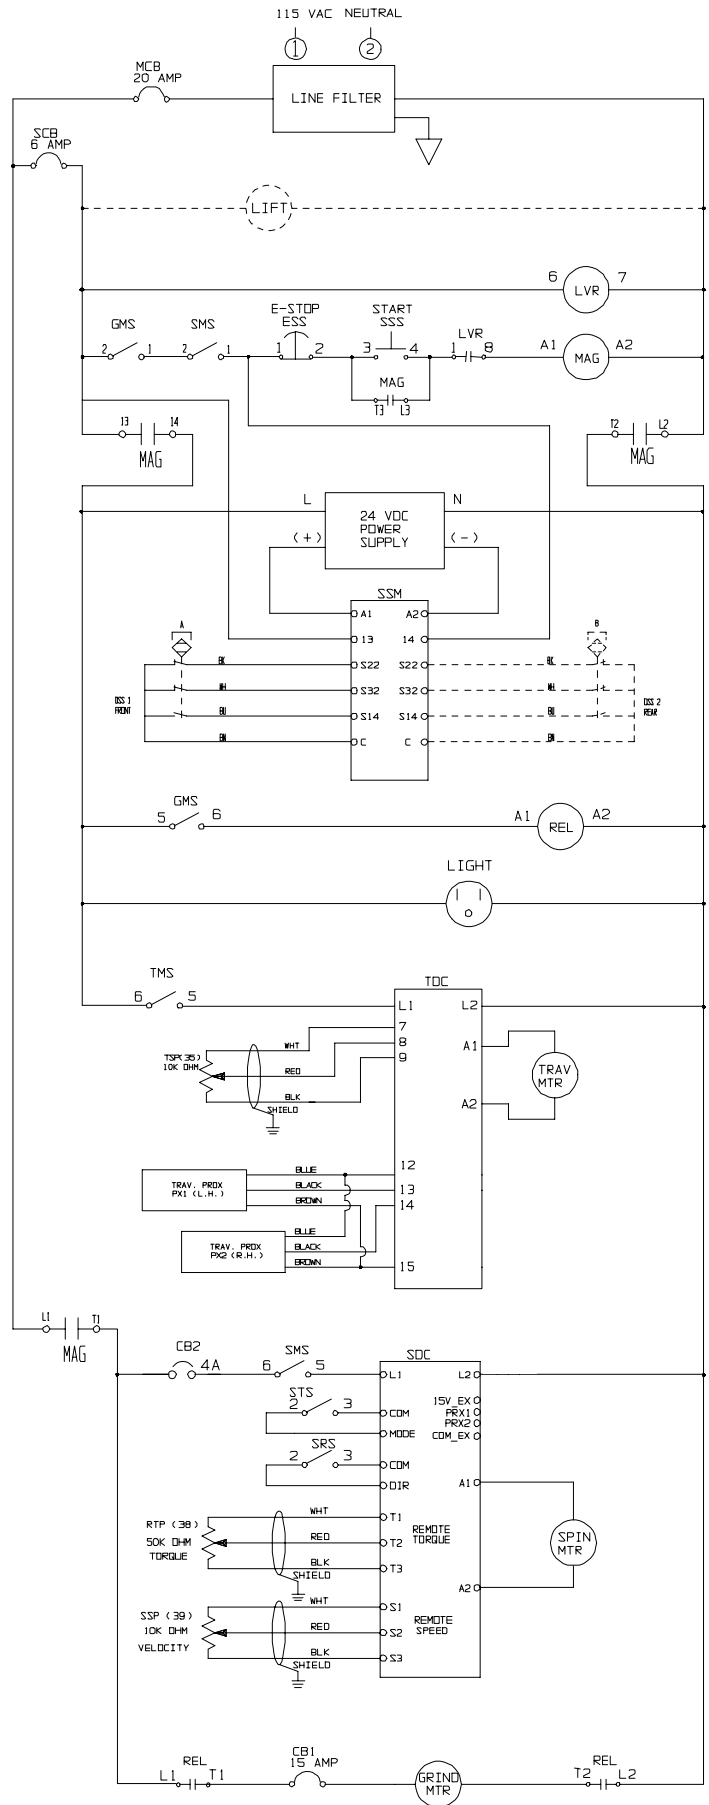 115 VAC NEUTRAL
1 2
MCB
20 AMP
LINE FILTER
SCB
6 AMP
LIFT
6 LVR 7
E-STOP
ESS
START
SSS
GMS SMS LVR
2 1 2 1 1 2 3 4 1 8 A1 MAG A2
MAG
T3 L3
13 14
MAG
T2 L2
MAG
L N
24 VDC
POWER
SUPPLY
(+) (-)
SSM
A1 A2
13 14
A B
BK S22 S22 BK
WH S32 S32 WH
DSS 1
FRONT
DSS 2
REAR
BU S14 S14 BU
BN C C BN
GMS
5 6 A1 REL A2
LIGHT
TMS
6 5
TDC
L1 L2
7
WHT 8 A1
TSP(35)
10K OHM
RED 9
TRAV
MTR
BLK
SHIELD
A2
12
BLUE
TRAV. PROX
PX1 (L.H.)
BLACK 13
BROWN 14
BLUE
TRAV. PROX
PX2 (R.H.)
BLACK
BROWN 15
L1 T1
MAG
CB2
4A
SMS
6 5
SDC
L1 L2
STS
2 3
15V_EX
PRX1
PRX2
COM_EX
COM
MODE
SRS
2 3
COM
DIR
A1
WHT T1
RTP (38)
50K OHM
TORQUE
RED T2
REMOTE
TORQUE
BLK T3
SHIELD
SPIN
MTR
A2
WHT S1
SSP (39)
10K OHM
VELOCITY
RED S2
REMOTE
SPEED
BLK S3
SHIELD
REL
L1 T1
CB1
15 AMP
GRIND
MTR
REL
T2 L2